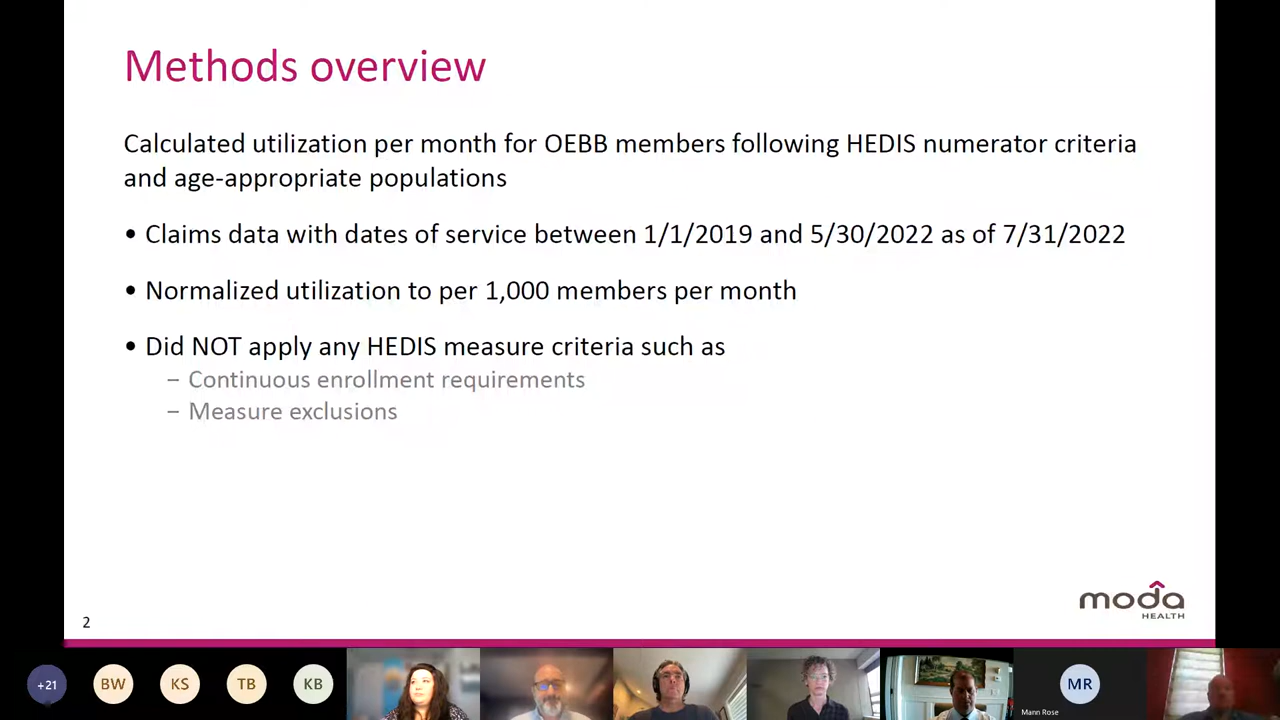 Methods overview
Calculated utilization per month for OEBB members following HEDIS numerator criteria
and age-appropriate populations
• Claims data with dates of service between 1/1/2019 and 5/30/2022 as of 7/31/2022
• Normalized utilization to per 1,000 members per month
• Did NOT apply any HEDIS measure criteria such as
− Continuous enrollment requirements
− Measure exclusions
moda
HEALTH
2
+21 BW KS TB KB MR
Mann Rose